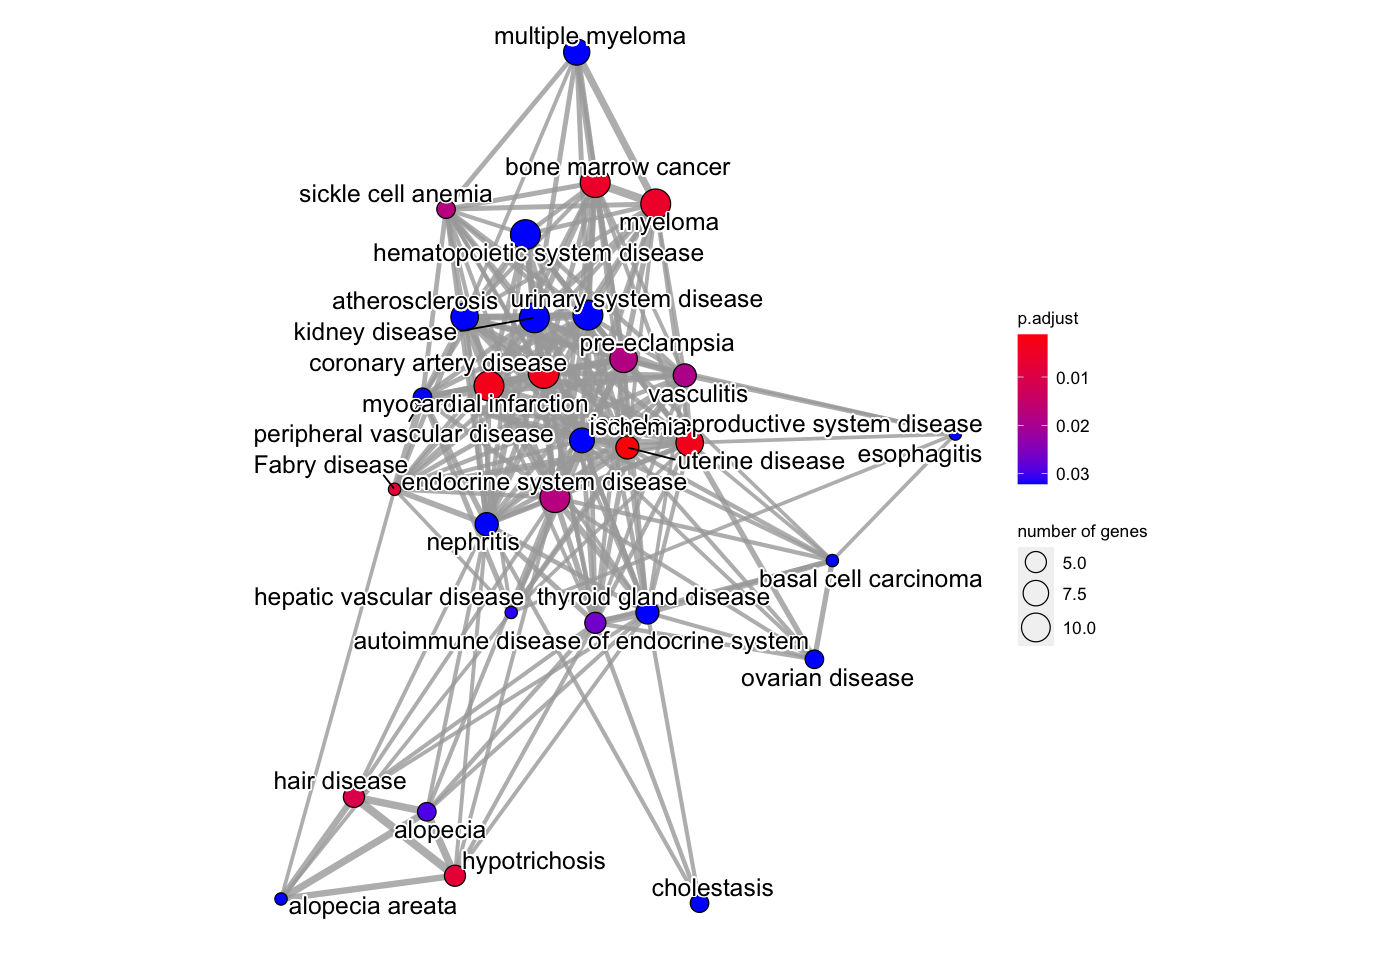 multiple myeloma
bone marrow cancer
sickle cell anemia
myeloma
hematopoietic system disease
atherosclerosis
urinary system disease
p.adjust
kidney disease
pre-eclampsia
coronary artery disease
0.01
vasculitis
myocardial infarction
reproductive system disease
ischemia
0.02
peripheral vascular disease
esophagitis
uterine disease
Fabry disease
0.03
endocrine system disease
number of genes
nephritis
5.0
basal cell carcinoma
7.5
hepatic vascular disease
thyroid gland disease
10.0
autoimmune disease of endocrine system
ovarian disease
hair disease
alopecia
hypotrichosis
cholestasis
alopecia areata